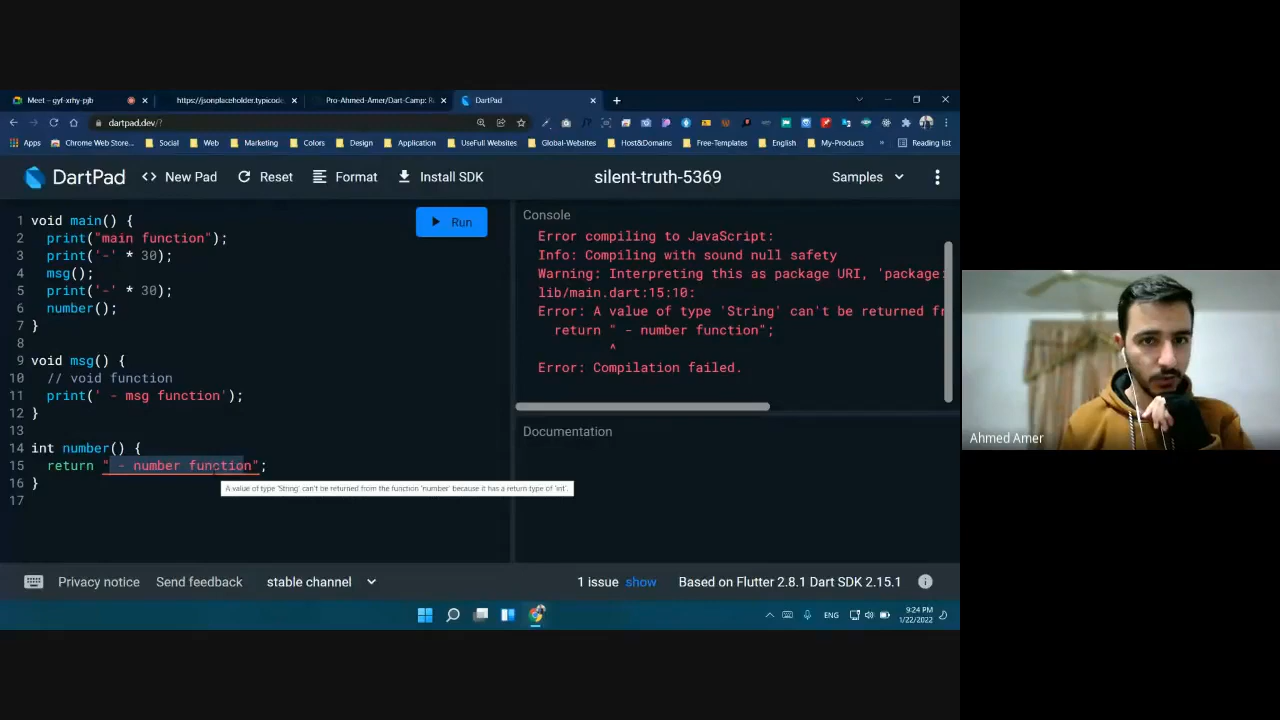 Meet – gyf-xrhy-pjb
https://jsonplaceholder.typicode.
Pro-Ahmed-Amer/Dart-Camp: R
DartPad
dartpad.dev/?
Apps
Chrome Web Store...
Social
Web
Marketing
Colors
Design
Application
UseFull Websites
Global-Websites
Host&Domains
Free-Templates
English
My-Products
»
Reading list
DartPad
<> New Pad
Reset
Format
Install SDK
silent-truth-5369
Samples
Run
1 void main() {
2 print("main function");
3 print('-' * 30);
4 msg();
5 print('-' * 30);
6 number();
7 }
8
9 void msg() {
10 // void function
11 print(' - msg function');
12 }
13
14 int number() {
15 return " - number function";
16 }
17
A value of type 'String' can't be returned from the function 'number' because it has a return type of 'int'.
Console
Error compiling to JavaScript:
Info: Compiling with sound null safety
Warning: Interpreting this as package URI, 'package:
lib/main.dart:15:10:
Error: A value of type 'String' can't be returned fr
return " - number function";
^
Error: Compilation failed.
Documentation
Ahmed Amer
Privacy notice
Send feedback
stable channel
1 issue show
Based on Flutter 2.8.1 Dart SDK 2.15.1
ENG
9:24 PM
1/22/2022